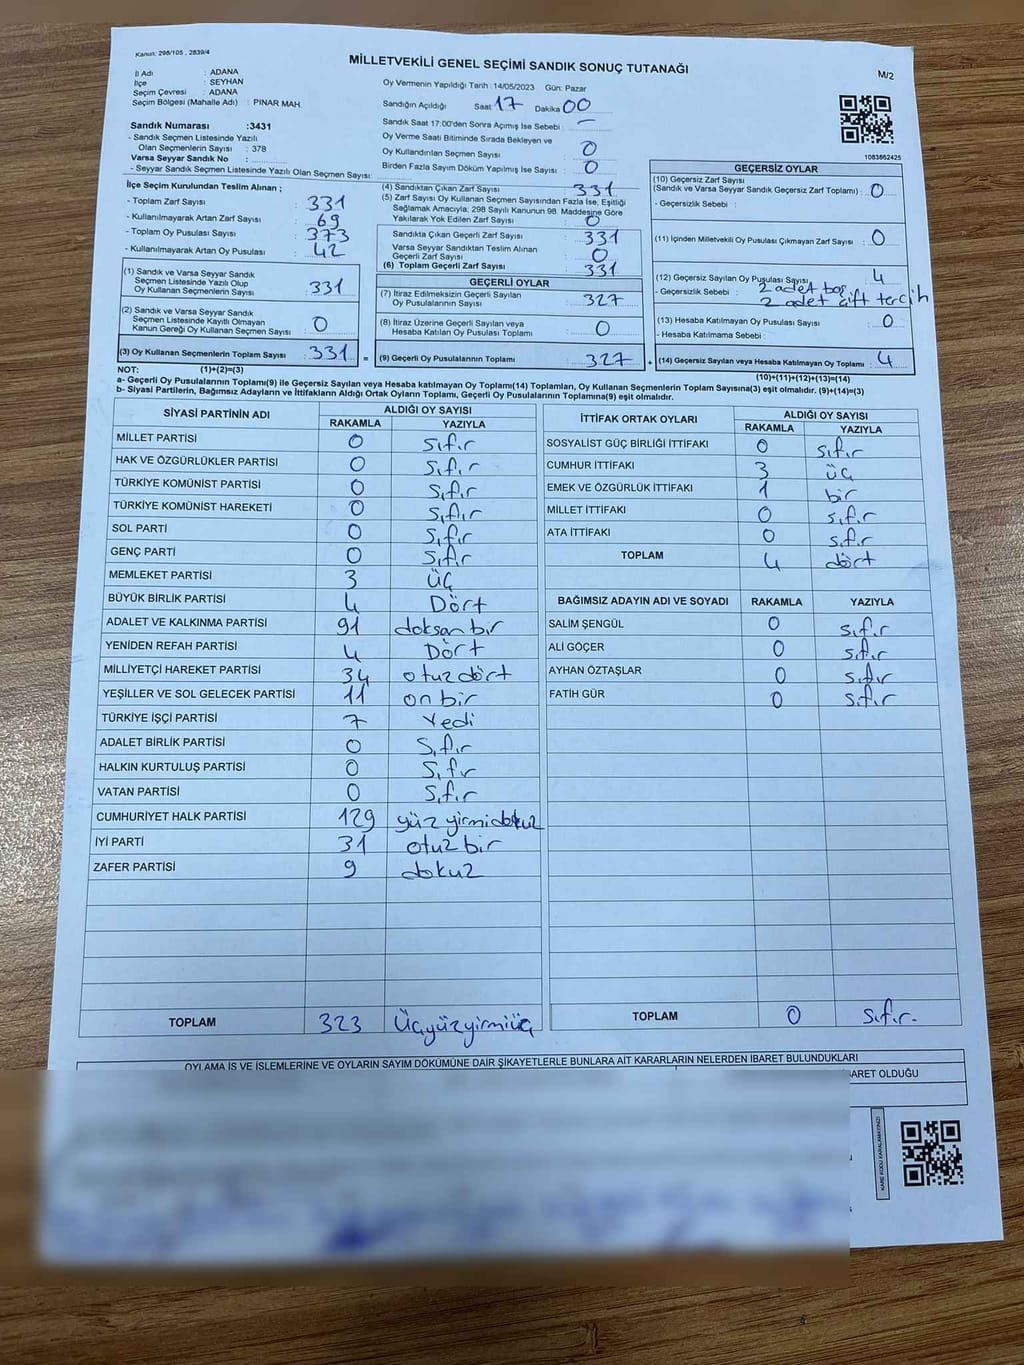 Kanun: 298/105 , 2839/4
MİLLETVEKİLİ GENEL SEÇİMİ SANDIK SONUÇ TUTANAĞI
M/2
İl Adı : ADANA
İlçe : SEYHAN
Seçim Çevresi : ADANA
Seçim Bölgesi (Mahalle Adı) : PINAR MAH.
Sandık Numarası :3431
- Sandık Seçmen Listesinde Yazılı
Olan Seçmenlerin Sayısı : 378
Varsa Seyyar Sandık No :
- Seyyar Sandık Seçmen Listesinde Yazılı Olan Seçmen Sayısı:
Oy Vermenin Yapıldığı Tarih :14/05/2023 Gün: Pazar
Sandığın Açıldığı Saat 17 Dakika 00
Sandık Saat 17:00'den Sonra Açımış İse Sebebi : -
Oy Verme Saati Bitiminde Sırada Bekleyen ve
Oy Kullandırılan Seçmen Sayısı : 0
Birden Fazla Sayım Döküm Yapılmış İse Sayısı : 0
1083862425
İlçe Seçim Kurulundan Teslim Alınan ;
- Toplam Zarf Sayısı : 331
- Kullanılmayarak Artan Zarf Sayısı : 69
- Toplam Oy Pusulası Sayısı : 373
- Kullanılmayarak Artan Oy Pusulası : 42
(1) Sandık ve Varsa Seyyar Sandık
Seçmen Listesinde Yazılı Olup
Oy Kullanan Seçmenlerin Sayısı : 331
(2) Sandık ve Varsa Seyyar Sandık
Seçmen Listesinde Kayıtlı Olmayan
Kanun Gereği Oy Kullanan Seçmen Sayısı : 0
(3) Oy Kullanan Seçmenlerin Toplam Sayısı : 331 =
(4) Sandıktan Çıkan Zarf Sayısı : 331
(5) Zarf Sayısı Oy Kullanan Seçmen Sayısından Fazla İse, Eşitliği
Sağlamak Amacıyla, 298 Sayılı Kanunun 98. Maddesine Göre
Yakılarak Yok Edilen Zarf Sayısı : 0
Sandıkta Çıkan Geçerli Zarf Sayısı : 331
Varsa Seyyar Sandıktan Teslim Alınan
Geçerli Zarf Sayısı : 0
(6) Toplam Geçerli Zarf Sayısı : 331
GEÇERLİ OYLAR
(7) İtiraz Edilmeksizin Geçerli Sayılan
Oy Pusulalarının Sayısı : 327
(8) İtiraz Üzerine Geçerli Sayılan veya
Hesaba Katılan Oy Pusulası Toplamı : 0
(9) Geçerli Oy Pusulalarının Toplamı : 327 +
GEÇERSİZ OYLAR
(10) Geçersiz Zarf Sayısı
(Sandık ve Varsa Seyyar Sandık Geçersiz Zarf Toplamı) : 0
- Geçersizlik Sebebi :
(11) İçinden Milletvekili Oy Pusulası Çıkmayan Zarf Sayısı : 0
(12) Geçersiz Sayılan Oy Pusulası Sayısı : 4
- Geçersizlik Sebebi : 2 adet boş
2 adet çift tercih
(13) Hesaba Katılmayan Oy Pusulası Sayısı : 0
- Hesaba Katılmama Sebebi :
(14) Geçersiz Sayılan veya Hesaba Katılmayan Oy Toplamı : 4
NOT: (1)+(2)=(3) (10)+(11)+(12)+(13)=(14)
a- Geçerli Oy Pusulalarının Toplamı(9) ile Geçersiz Sayılan veya Hesaba katılmayan Oy Toplamı(14) Toplamları, Oy Kullanan Seçmenlerin Toplam Sayısına(3) eşit olmalıdır. (9)+(14)=(3)
b- Siyasi Partilerin, Bağımsız Adayların ve İttifakların Aldığı Ortak Oyların Toplamı, Geçerli Oy Pusulalarının Toplamına(9) eşit olmalıdır.
SİYASİ PARTİNİN ADI ALDIĞI OY SAYISI
RAKAMLA YAZIYLA
MİLLET PARTİSİ 0 Sıfır
HAK VE ÖZGÜRLÜKLER PARTİSİ 0 Sıfır
TÜRKİYE KOMÜNİST PARTİSİ 0 Sıfır
TÜRKİYE KOMÜNİST HAREKETİ 0 Sıfır
SOL PARTİ 0 Sıfır
GENÇ PARTİ 0 Sıfır
MEMLEKET PARTİSİ 3 üç
BÜYÜK BİRLİK PARTİSİ 4 Dört
ADALET VE KALKINMA PARTİSİ 91 doksan bir
YENİDEN REFAH PARTİSİ 4 Dört
MİLLİYETÇİ HAREKET PARTİSİ 34 otuz dört
YEŞİLLER VE SOL GELECEK PARTİSİ 11 on bir
TÜRKİYE İŞÇİ PARTİSİ 7 Yedi
ADALET BİRLİK PARTİSİ 0 Sıfır
HALKIN KURTULUŞ PARTİSİ 0 Sıfır
VATAN PARTİSİ 0 Sıfır
CUMHURİYET HALK PARTİSİ 129 yüz yirmi dokuz
İYİ PARTİ 31 otuz bir
ZAFER PARTİSİ 9 dokuz
TOPLAM 323 Üçyüzyirmiüç
İTTİFAK ORTAK OYLARI ALDIĞI OY SAYISI
RAKAMLA YAZIYLA
SOSYALİST GÜÇ BİRLİĞİ İTTİFAKI 0 sıfır
CUMHUR İTTİFAKI 3 üç
EMEK VE ÖZGÜRLÜK İTTİFAKI 1 bir
MİLLET İTTİFAKI 0 sıfır
ATA İTTİFAKI 0 sıfır
TOPLAM 4 dört
BAĞIMSIZ ADAYIN ADI VE SOYADI RAKAMLA YAZIYLA
SALİM ŞENGÜL 0 sıfır
ALİ GÖÇER 0 sıfır
AYHAN ÖZTAŞLAR 0 sıfır
FATİH GÜR 0 sıfır
TOPLAM 0 sıfır.
OYLAMA İŞ VE İŞLEMLERİNE VE OYLARIN SAYIM DÖKÜMÜNE DAİR ŞİKAYETLERLE BUNLARA AİT KARARLARIN NELERDEN İBARET BULUNDUKLARI
BARET OLDUĞU
KARE KODU KARALAMAYINIZ!